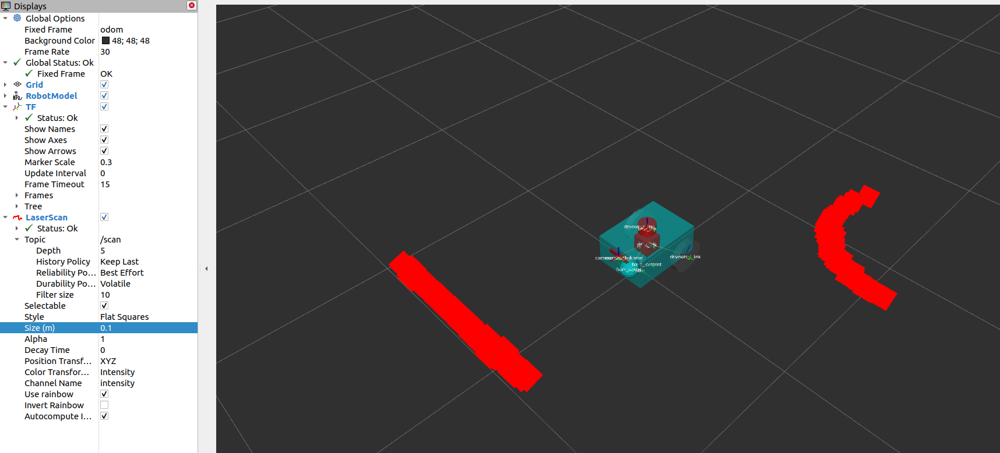 Displays
Global Options
Fixed Frame odom
Background Color 48; 48; 48
Frame Rate 30
Global Status: Ok
Fixed Frame OK
Grid
RobotModel
TF
Status: Ok
Show Names
Show Axes
Show Arrows
Marker Scale 0.3
Update Interval 0
Frame Timeout 15
Frames
Tree
LaserScan
Status: Ok
Topic /scan
Depth 5
History Policy Keep Last
Reliability Po... Best Effort
Durability Po... Volatile
Filter size 10
Selectable
Style Flat Squares
Size (m) 0.1
Alpha 1
Decay Time 0
Position Transf... XYZ
Color Transfor... Intensity
Channel Name intensity
Use rainbow
Invert Rainbow
Autocompute I...